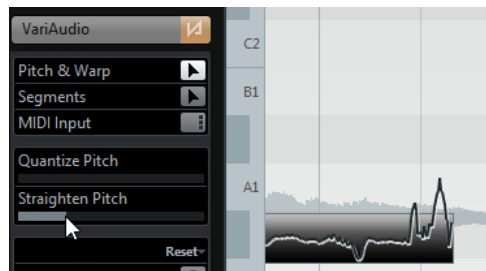 VariAudio
C2
Pitch & Warp
Segments
B1
MIDI Input
Quantize Pitch
Straighten Pitch
A1
Reset